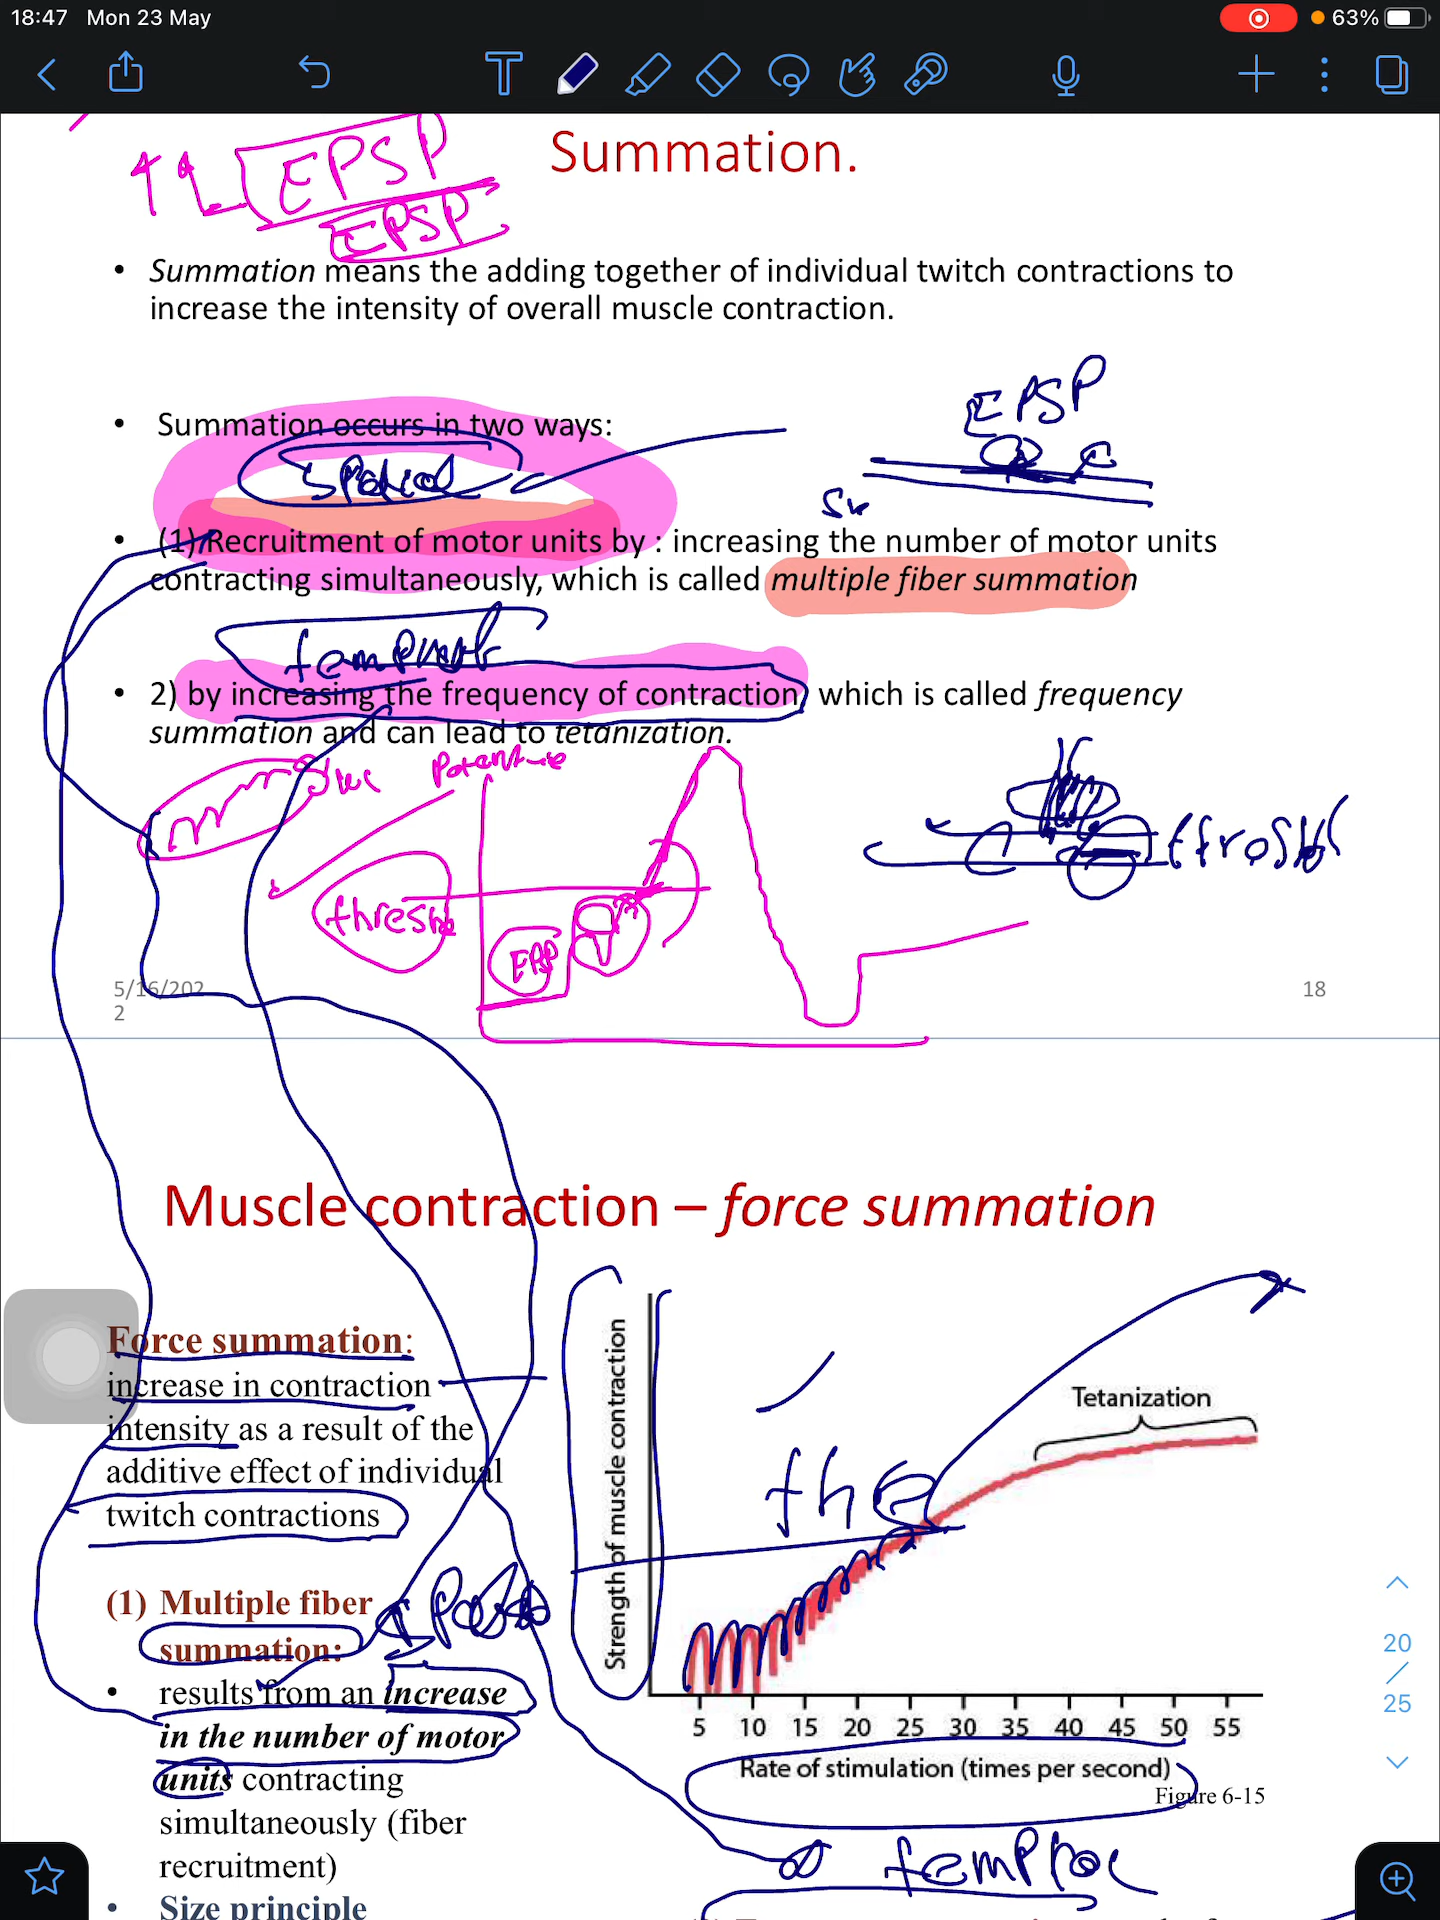 18:47 Mon 23 May
63%
EPSP
Summation.
EPSP
• Summation means the adding together of individual twitch contractions to
increase the intensity of overall muscle contraction.
EPSP
• Summation occurs in two ways:
Spatial
• (1) Recruitment of motor units by : increasing the number of motor units
contracting simultaneously, which is called multiple fiber summation
• 2) by increasing the frequency of contraction, which is called frequency
summation and can lead to tetanization.
5/16/202
2
18
Muscle contraction – force summation
Force summation:
increase in contraction
intensity as a result of the
additive effect of individual
twitch contractions
(1) Multiple fiber
summation:
• results from an increase
in the number of motor
units contracting
simultaneously (fiber
recruitment)
• Size principle
Strength of muscle contraction
Tetanization
the
5 10 15 20 25 30 35 40 45 50 55
Rate of stimulation (times per second)
Figure 6-15
20
/
25